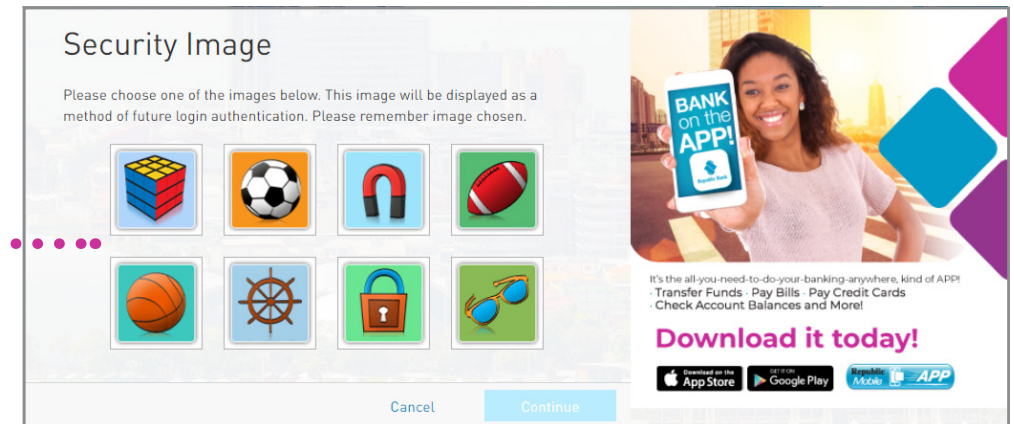 Security Image
Please choose one of the images below. This image will be displayed as a
method of future login authentication. Please remember image chosen.
Cancel
Continue
BANK
on the
APP!
Republic Bank
It's the all-you-need-to-do-your-banking-anywhere, kind of APP!
· Transfer Funds · Pay Bills · Pay Credit Cards
· Check Account Balances and More!
Download it today!
Download on the
App Store
GET IT ON
Google Play
Republic
Mobile APP